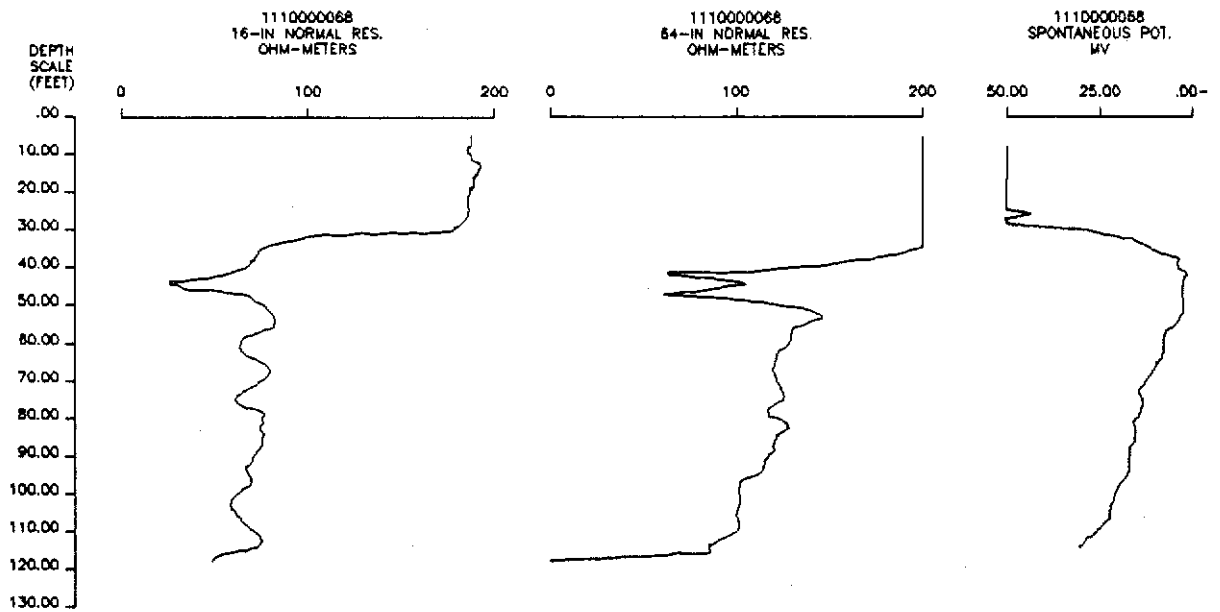 1110000068
16-IN NORMAL RES.
OHM-METERS
1110000068
64-IN NORMAL RES.
OHM-METERS
1110000068
SPONTANEOUS POT.
MV
DEPTH
SCALE
(FEET)
0 100 200
0 100 200
50.00 25.00 .00-
.00
10.00
20.00
30.00
40.00
50.00
60.00
70.00
80.00
90.00
100.00
110.00
120.00
130.00